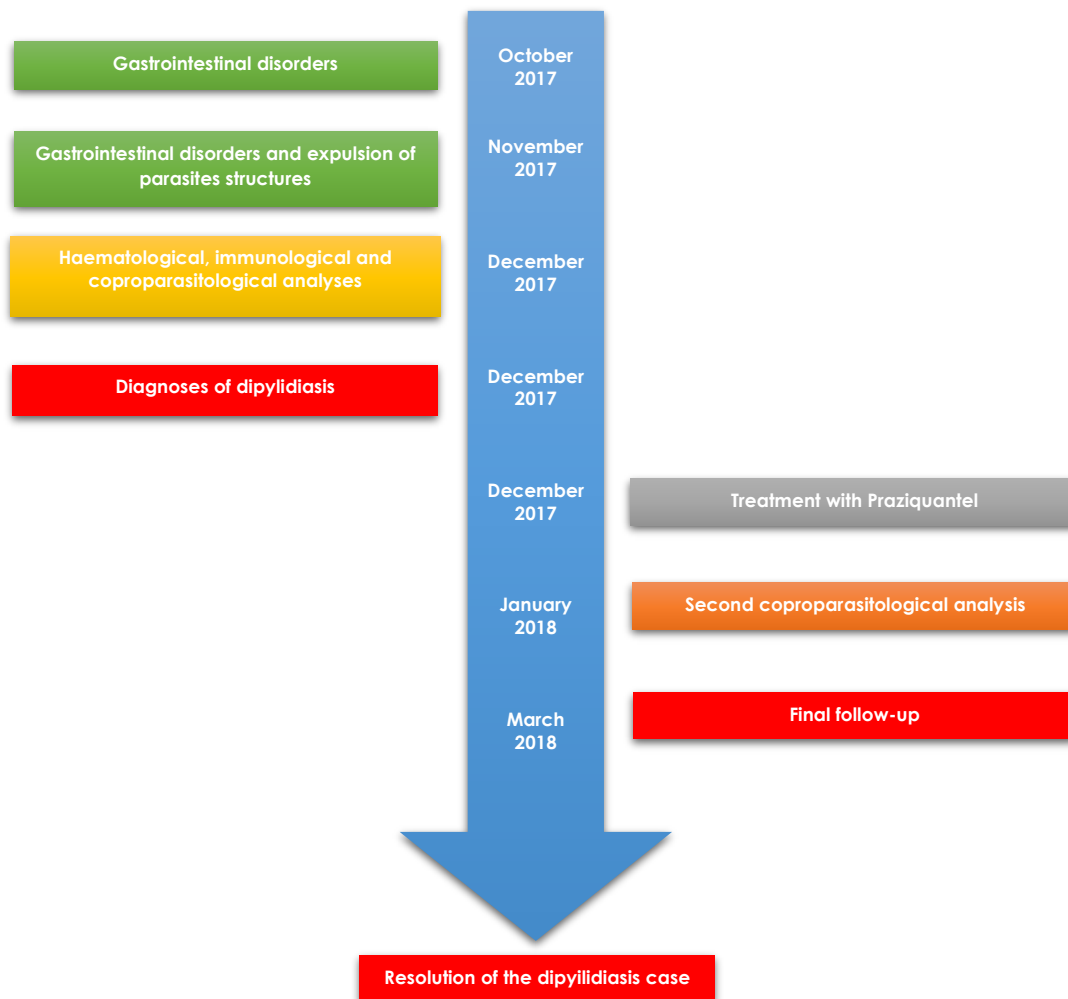 Gastrointestinal disorders
October
2017
Gastrointestinal disorders and expulsion of
parasites structures
November
2017
Haematological, immunological and
coproparasitological analyses
December
2017
Diagnoses of dipylidiasis
December
2017
December
2017
Treatment with Praziquantel
January
2018
Second coproparasitological analysis
March
2018
Final follow-up
Resolution of the dipyilidiasis case